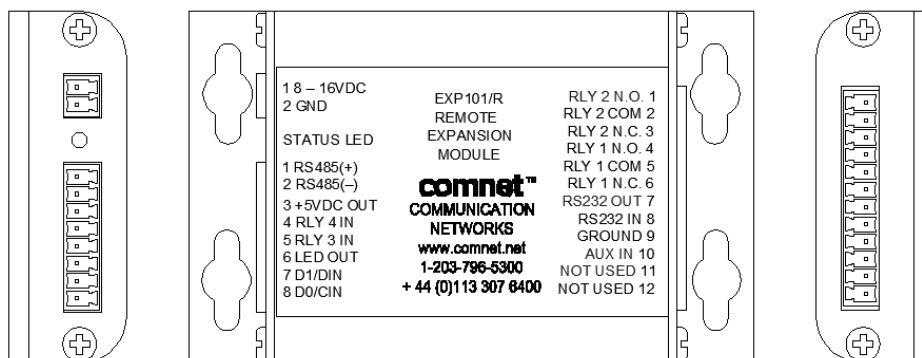 1 8 – 16VDC
2 GND
STATUS LED
1 RS485(+)
2 RS485(–)
3 +5VDC OUT
4 RLY 4 IN
5 RLY 3 IN
6 LED OUT
7 D1/DIN
8 D0/CIN
EXP101/R
REMOTE
EXPANSION
MODULE
comnet™
COMMUNICATION
NETWORKS
www.comnet.net
1-203-796-5300
+ 44 (0)113 307 6400
RLY 2 N.O. 1
RLY 2 COM 2
RLY 2 N.C. 3
RLY 1 N.O. 4
RLY 1 COM 5
RLY 1 N.C. 6
RS232 OUT 7
RS232 IN 8
GROUND 9
AUX IN 10
NOT USED 11
NOT USED 12